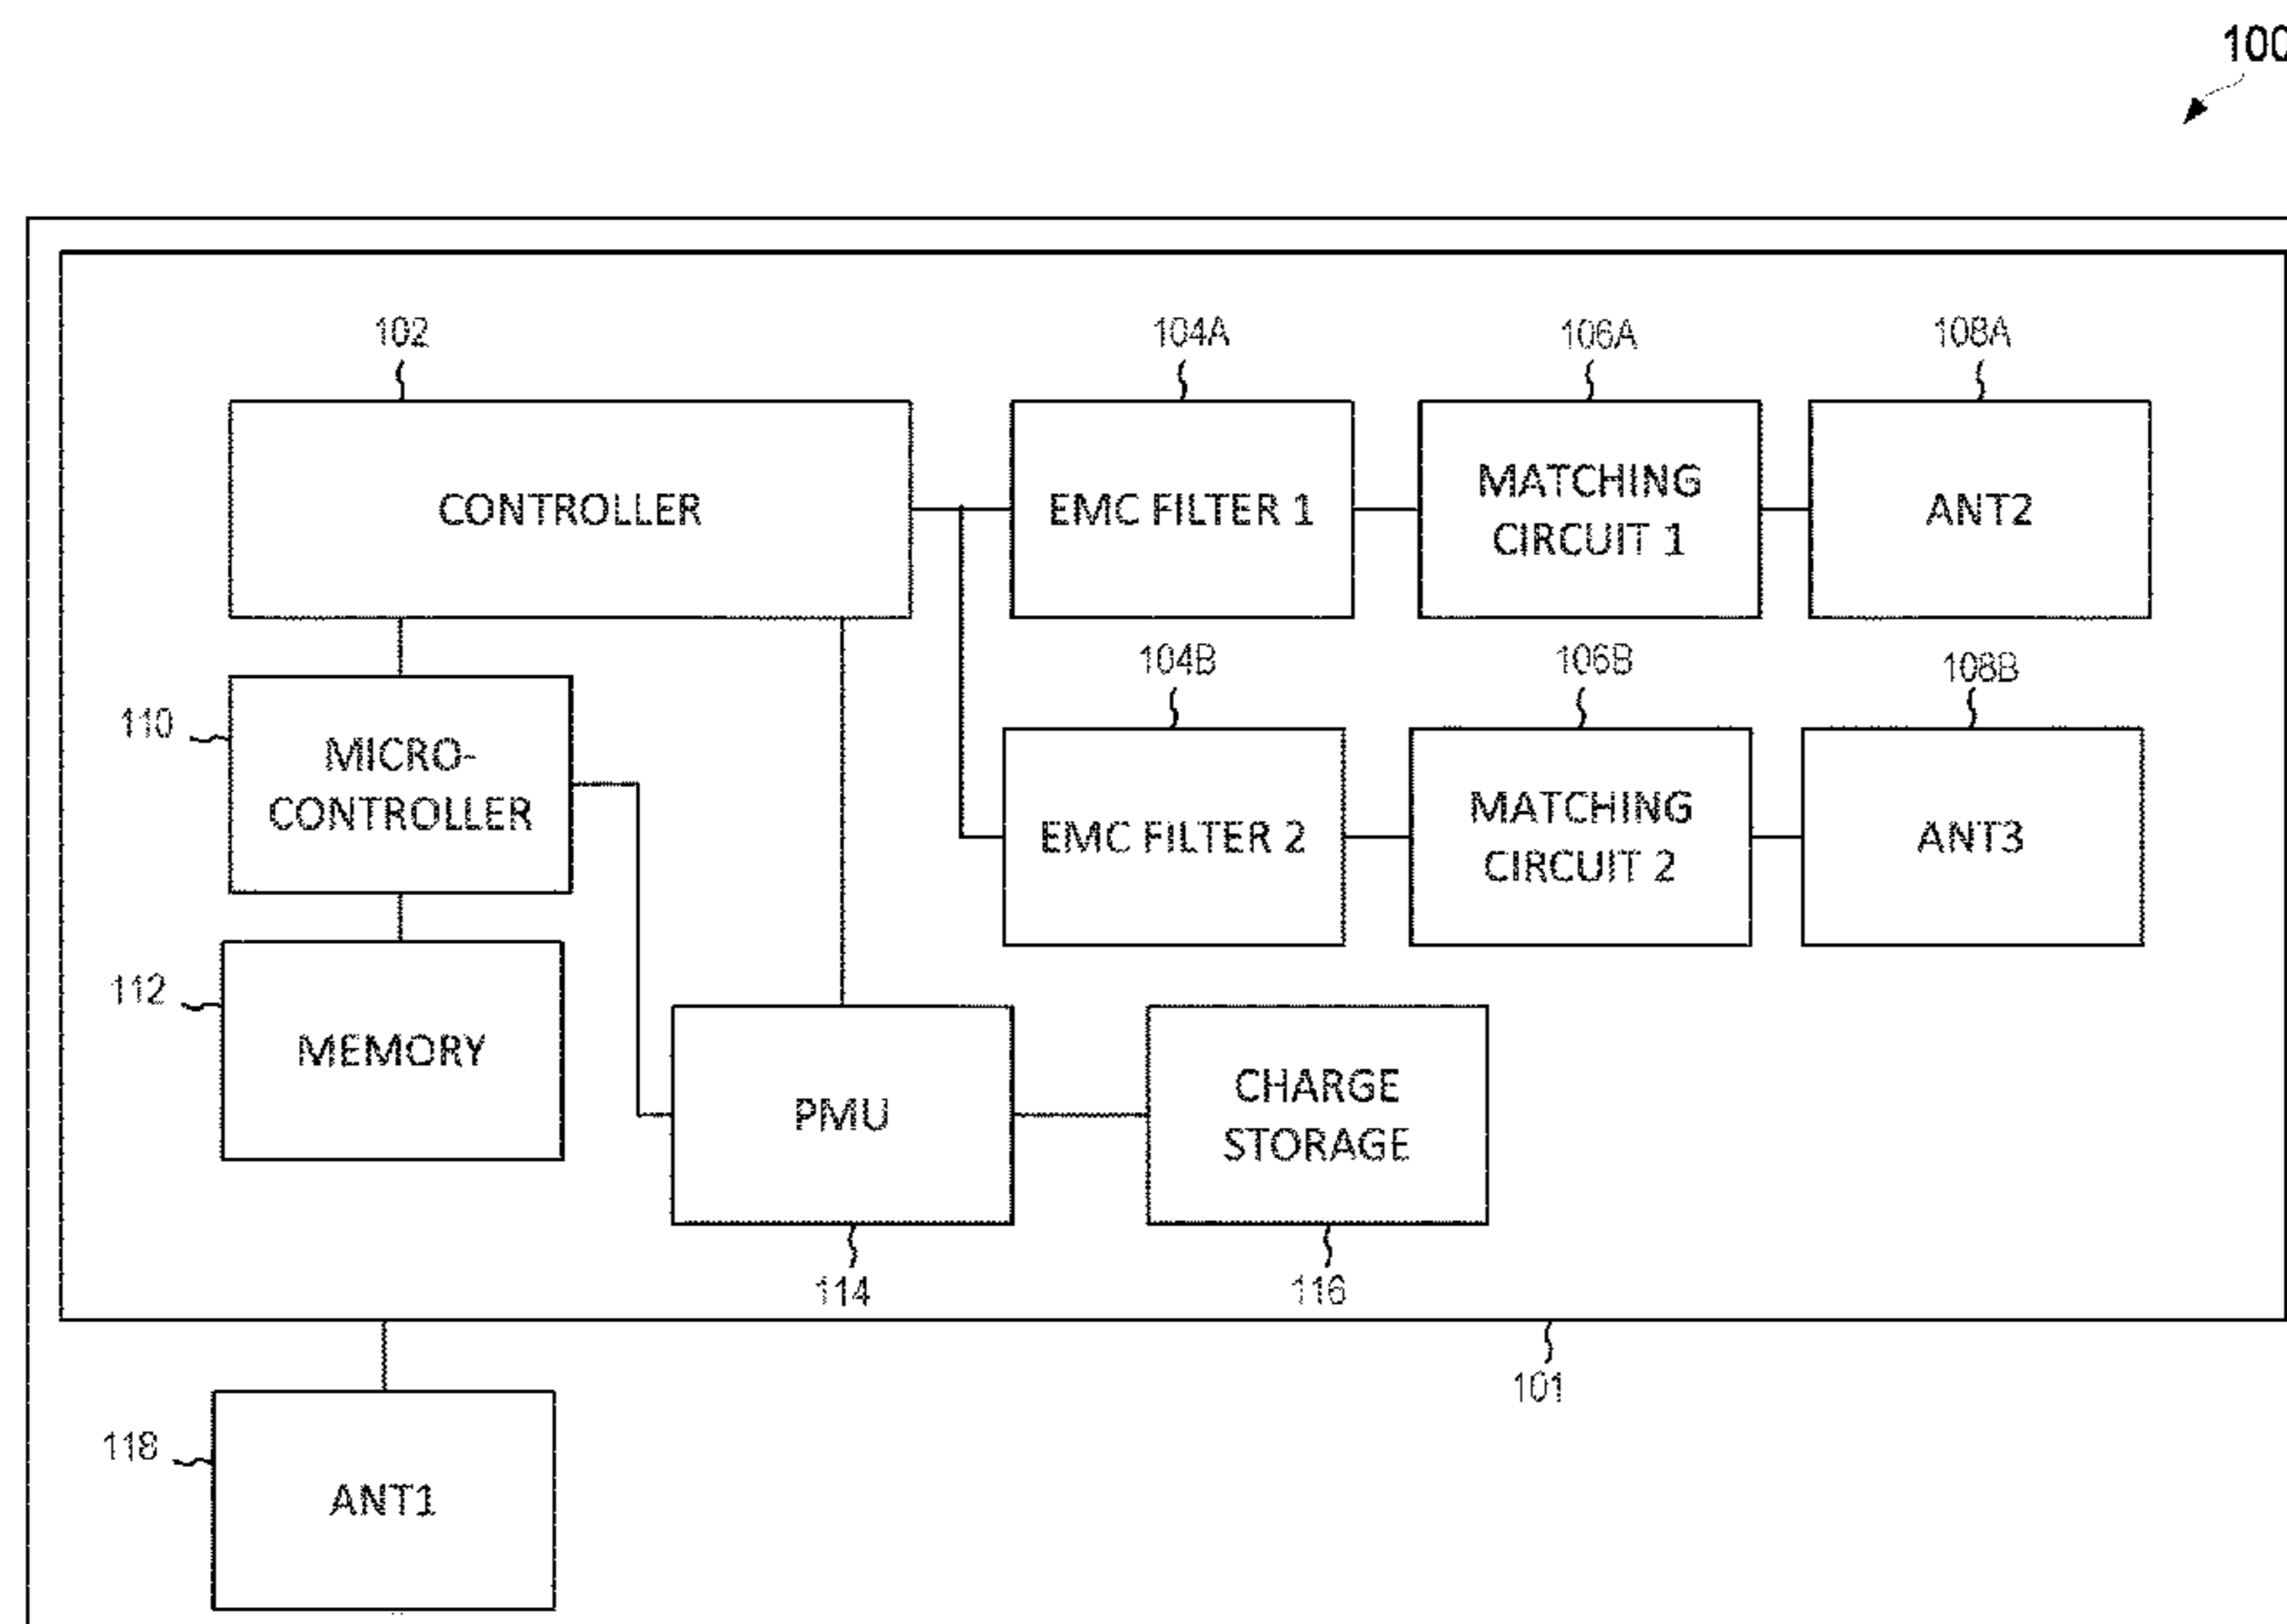 100
102
104A
106A
108A
CONTROLLER
EMC FILTER 1
MATCHING
CIRCUIT 1
ANT2
104B
106B
108B
110
MICRO-
CONTROLLER
EMC FILTER 2
MATCHING
CIRCUIT 2
ANT3
112
MEMORY
PMU
CHARGE
STORAGE
114
116
101
118
ANT1